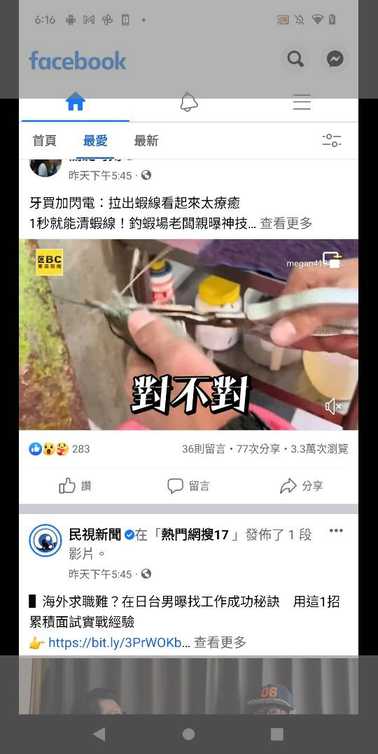 6:16
facebook
首頁
最愛
最新
昨天下午5:45
牙買加閃電：拉出蝦線看起來太療癒
1秒就能清蝦線！釣蝦場老闆親曝神技... 查看更多
EBC
megan419
對不對
283
36則留言・77次分享・3.3萬次瀏覽
讚
留言
分享
民視新聞 在「熱門網搜17」發佈了 1 段
影片。
昨天下午5:45
海外求職難？在日台男曝找工作成功秘訣 用這1招
累積面試實戰經驗
👉 https://bit.ly/3PrWOKb... 查看更多